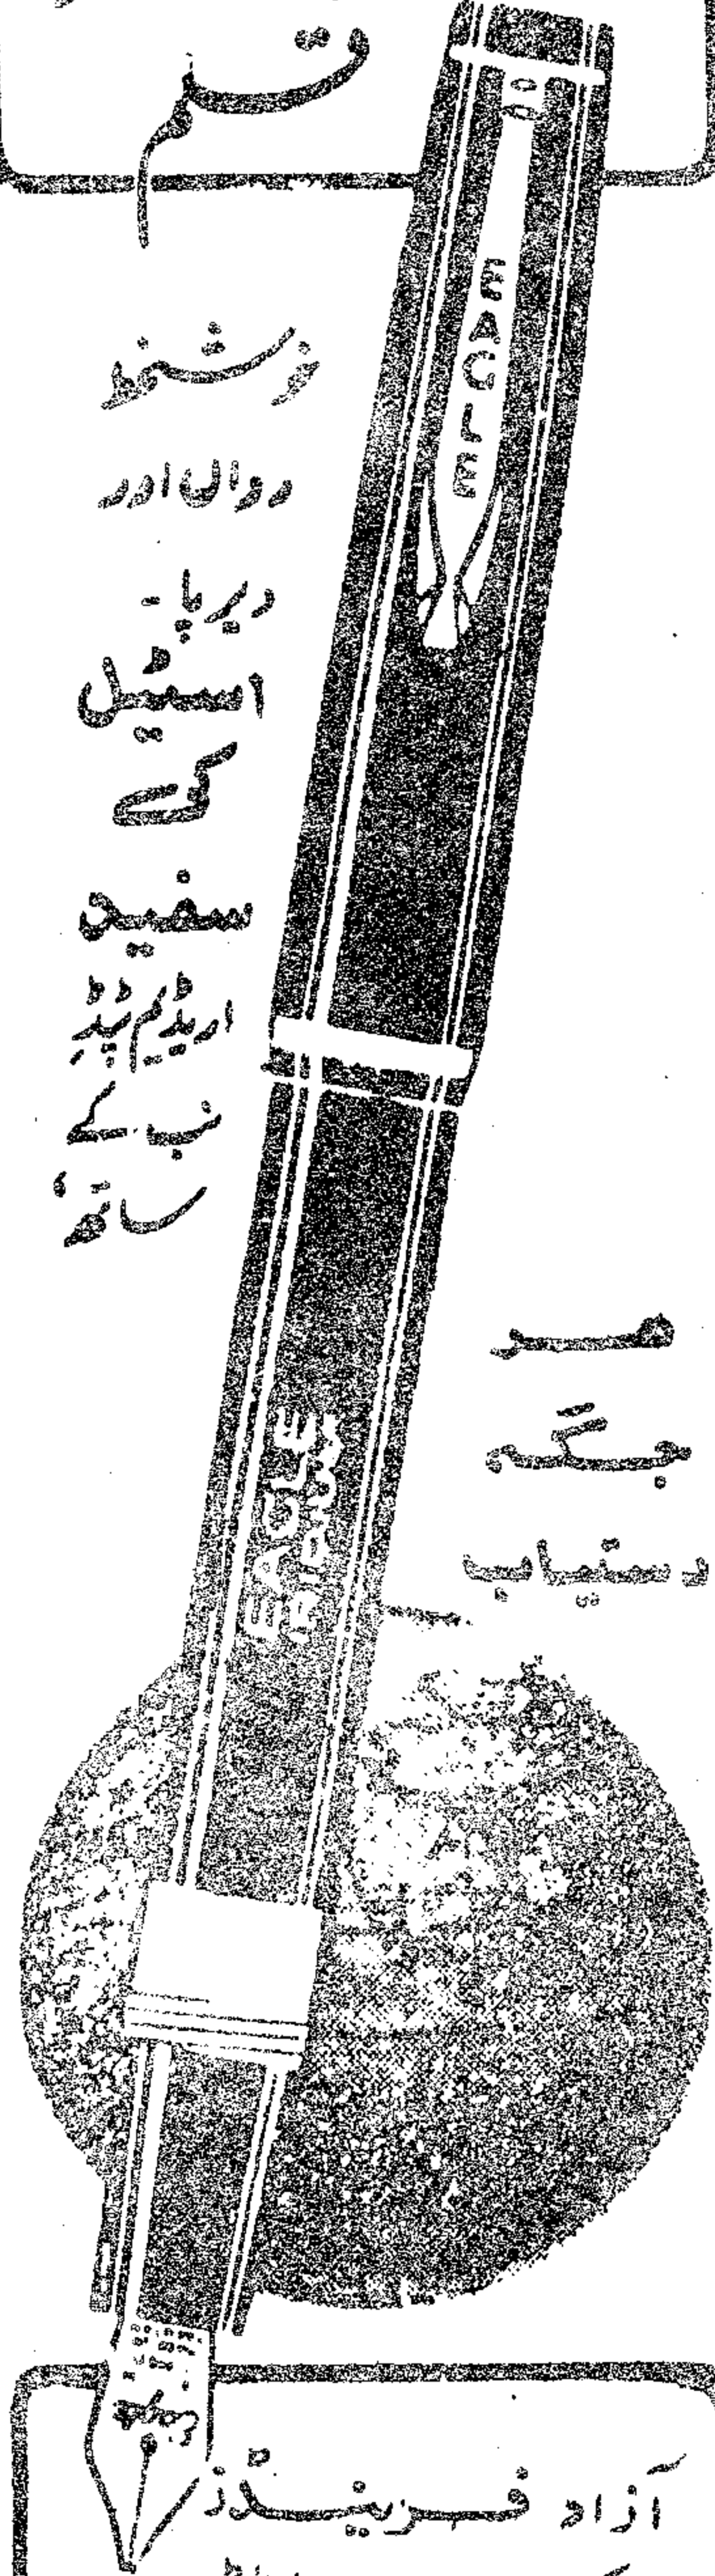 قلم
EAGLE
خوشخط
رواں اور
دیرپا -
اسٹیل
کے
سفید
اریڈیم ٹپڈ
نب کے
ساتھ،
EAGLE
ہر
جگہ
دستیاب
آزاد فرینڈز